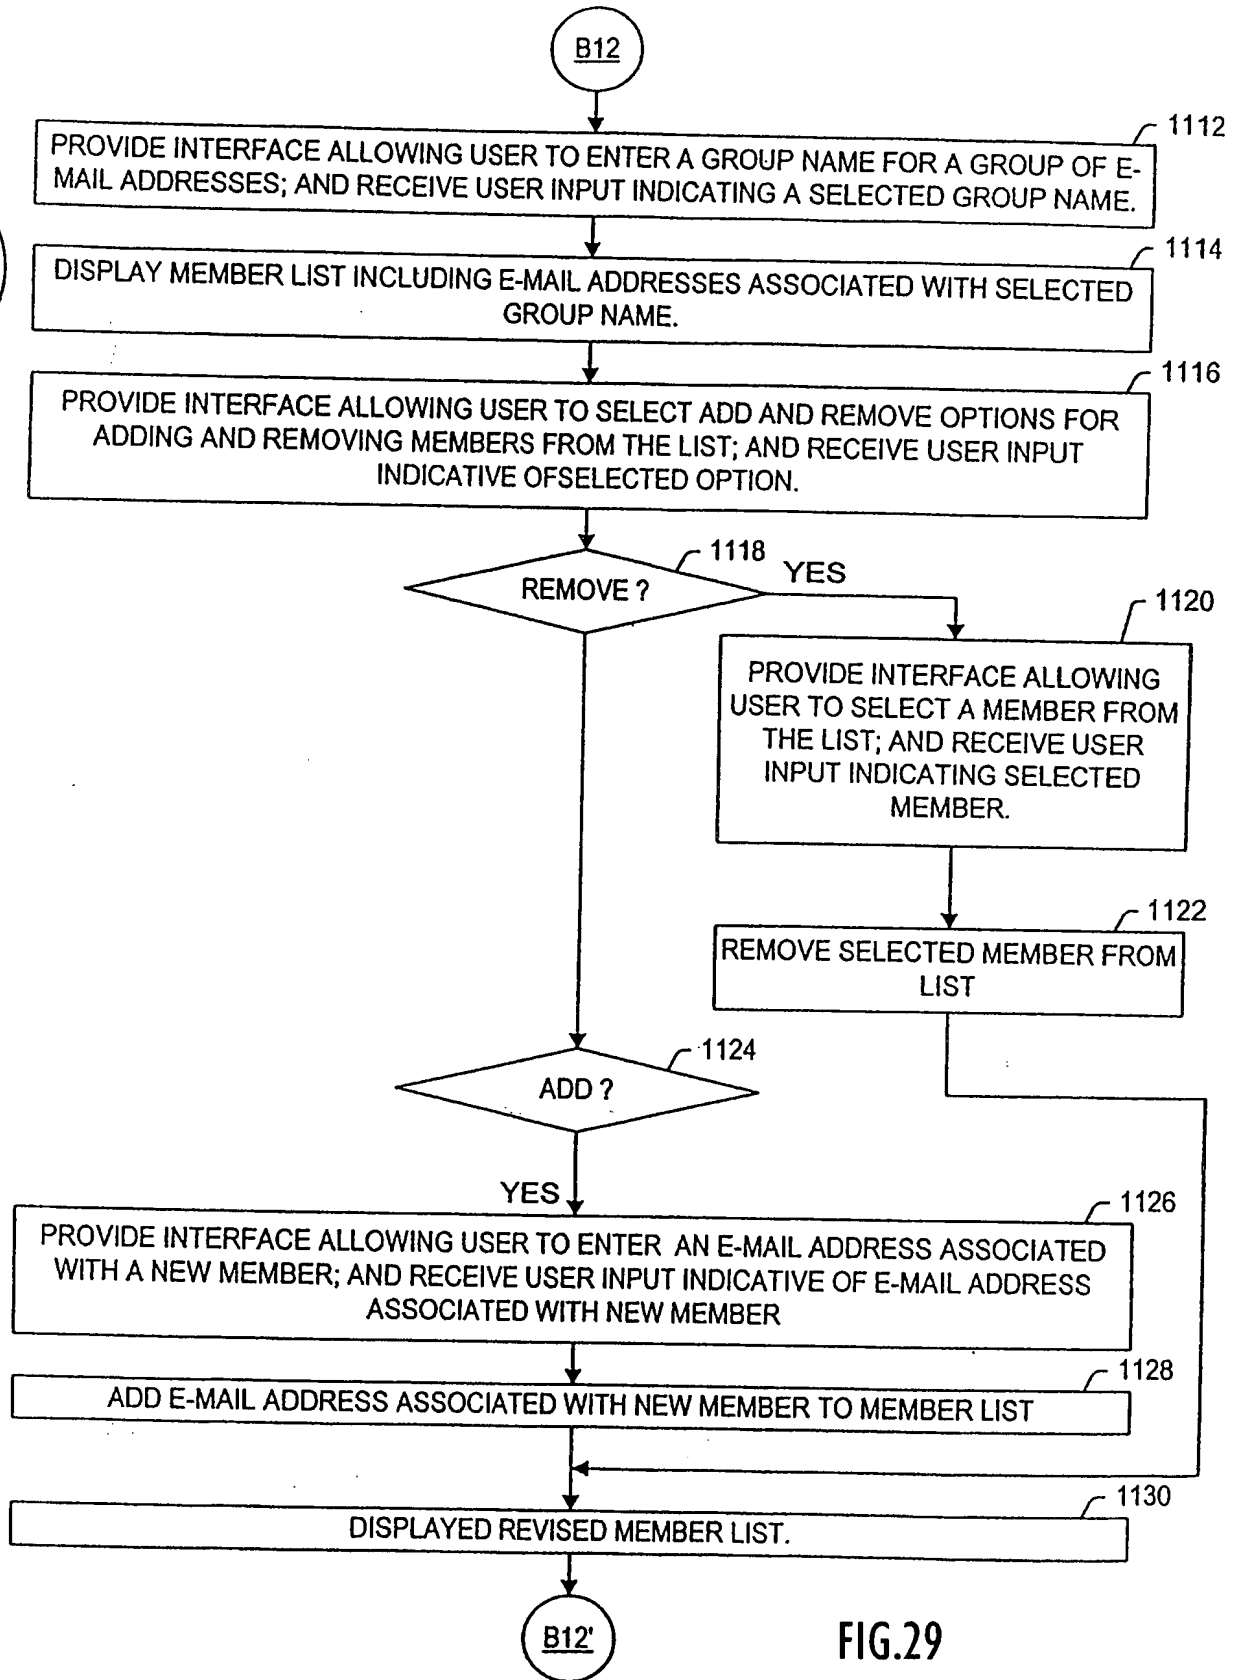 B12
1112
PROVIDE INTERFACE ALLOWING USER TO ENTER A GROUP NAME FOR A GROUP OF E-
MAIL ADDRESSES; AND RECEIVE USER INPUT INDICATING A SELECTED GROUP NAME.
1114
DISPLAY MEMBER LIST INCLUDING E-MAIL ADDRESSES ASSOCIATED WITH SELECTED
GROUP NAME.
1116
PROVIDE INTERFACE ALLOWING USER TO SELECT ADD AND REMOVE OPTIONS FOR
ADDING AND REMOVING MEMBERS FROM THE LIST; AND RECEIVE USER INPUT
INDICATIVE OFSELECTED OPTION.
1118
REMOVE ?
YES
1120
PROVIDE INTERFACE ALLOWING
USER TO SELECT A MEMBER FROM
THE LIST; AND RECEIVE USER
INPUT INDICATING SELECTED
MEMBER.
1122
REMOVE SELECTED MEMBER FROM
LIST
1124
ADD ?
YES
1126
PROVIDE INTERFACE ALLOWING USER TO ENTER AN E-MAIL ADDRESS ASSOCIATED
WITH A NEW MEMBER; AND RECEIVE USER INPUT INDICATIVE OF E-MAIL ADDRESS
ASSOCIATED WITH NEW MEMBER
1128
ADD E-MAIL ADDRESS ASSOCIATED WITH NEW MEMBER TO MEMBER LIST
1130
DISPLAYED REVISED MEMBER LIST.
B12'
FIG.29